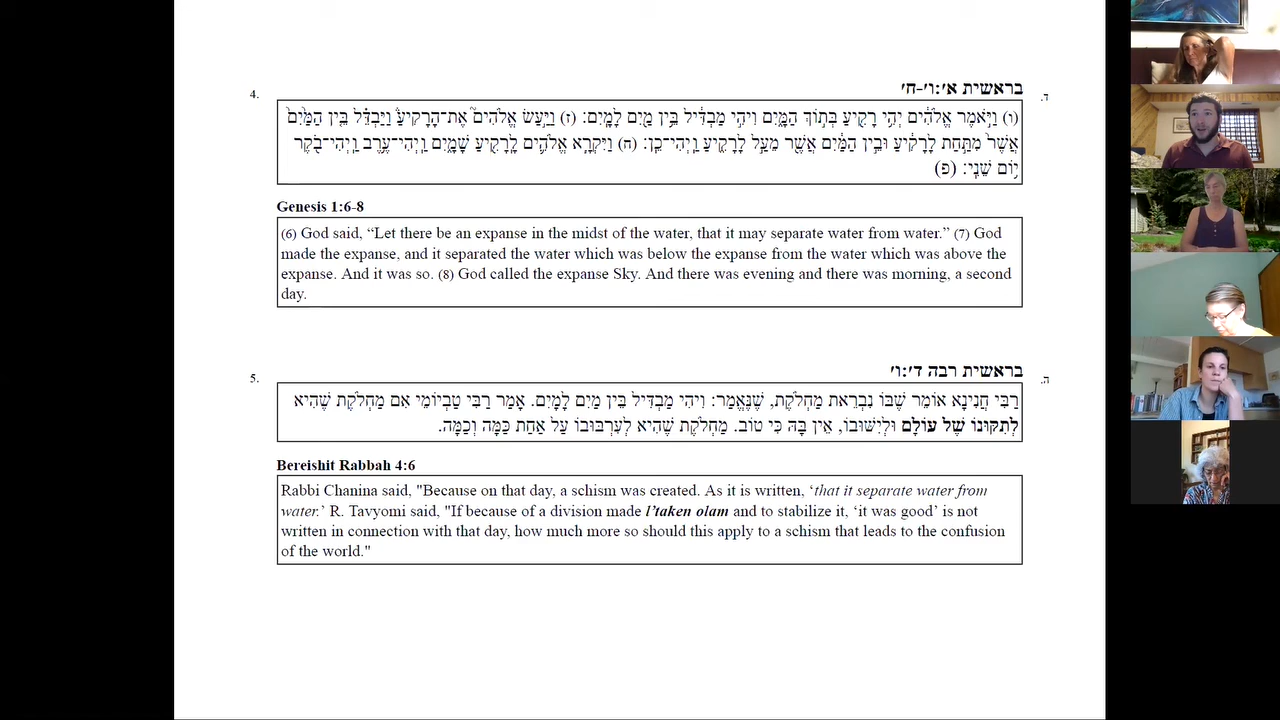 בראשית א׳:ו׳-ח׳
4.
ד.
(ו) וַיֹּ֣אמֶר אֱלֹהִ֔ים יְהִ֥י רָקִ֖יעַ בְּת֣וֹךְ הַמָּ֑יִם וִיהִ֣י מַבְדִּ֔יל בֵּ֥ין מַ֖יִם לָמָֽיִם׃ (ז) וַיַּ֣עַשׂ אֱלֹהִים֮ אֶת־הָרָקִיעַ֒ וַיַּבְדֵּ֗ל בֵּ֤ין הַמַּ֙יִם֙
אֲשֶׁר֙ מִתַּ֣חַת לָרָקִ֔יעַ וּבֵ֣ין הַמַּ֔יִם אֲשֶׁ֖ר מֵעַ֣ל לָרָקִ֑יעַ וַֽיְהִי־כֵֽן׃ (ח) וַיִּקְרָ֧א אֱלֹהִ֛ים לָֽרָקִ֖יעַ שָׁמָ֑יִם וַֽיְהִי־עֶ֥רֶב וַֽיְהִי־בֹ֖קֶר
י֥וֹם שֵׁנִֽי׃ (פ)
Genesis 1:6-8
(6) God said, “Let there be an expanse in the midst of the water, that it may separate water from water.” (7) God
made the expanse, and it separated the water which was below the expanse from the water which was above the
expanse. And it was so. (8) God called the expanse Sky. And there was evening and there was morning, a second
day.
בראשית רבה ד׳:ו׳
5.
ה.
רַבִּי חֲנִינָא אוֹמֵר שֶׁבּוֹ נִבְרֵאת מַחְלֹקֶת, שֶׁנֶּאֱמַר: וִיהִי מַבְדִּיל בֵּין מַיִם לָמָיִם. אָמַר רַבִּי טַבְיוֹמֵי אִם מַחְלֹקֶת שֶׁהִיא
לְתִקּוּנוֹ שֶׁל עוֹלָם וּלְיִשּׁוּבוֹ, אֵין בָּהּ כִּי טוֹב. מַחְלֹקֶת שֶׁהִיא לְעִרְבּוּבוֹ עַל אַחַת כַּמָּה וְכַמָּה.
Bereishit Rabbah 4:6
Rabbi Chanina said, "Because on that day, a schism was created. As it is written, ‘that it separate water from
water.’ R. Tavyomi said, "If because of a division made l’taken olam and to stabilize it, ‘it was good’ is not
written in connection with that day, how much more so should this apply to a schism that leads to the confusion
of the world."